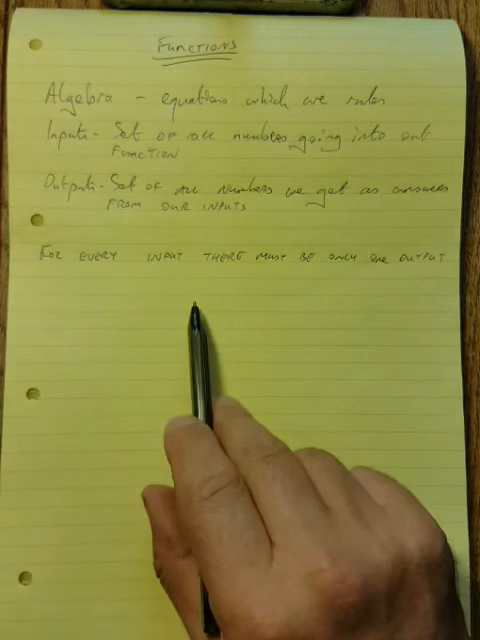 Functions
Algebra - equations which are rules
Inputs - Set of all numbers going into our
FUNCTION
Outputs - Set of all Numbers we get as answers
FROM OUR INPUTS
FOR EVERY INPUT THERE MUST BE ONLY ONE OUTPUT